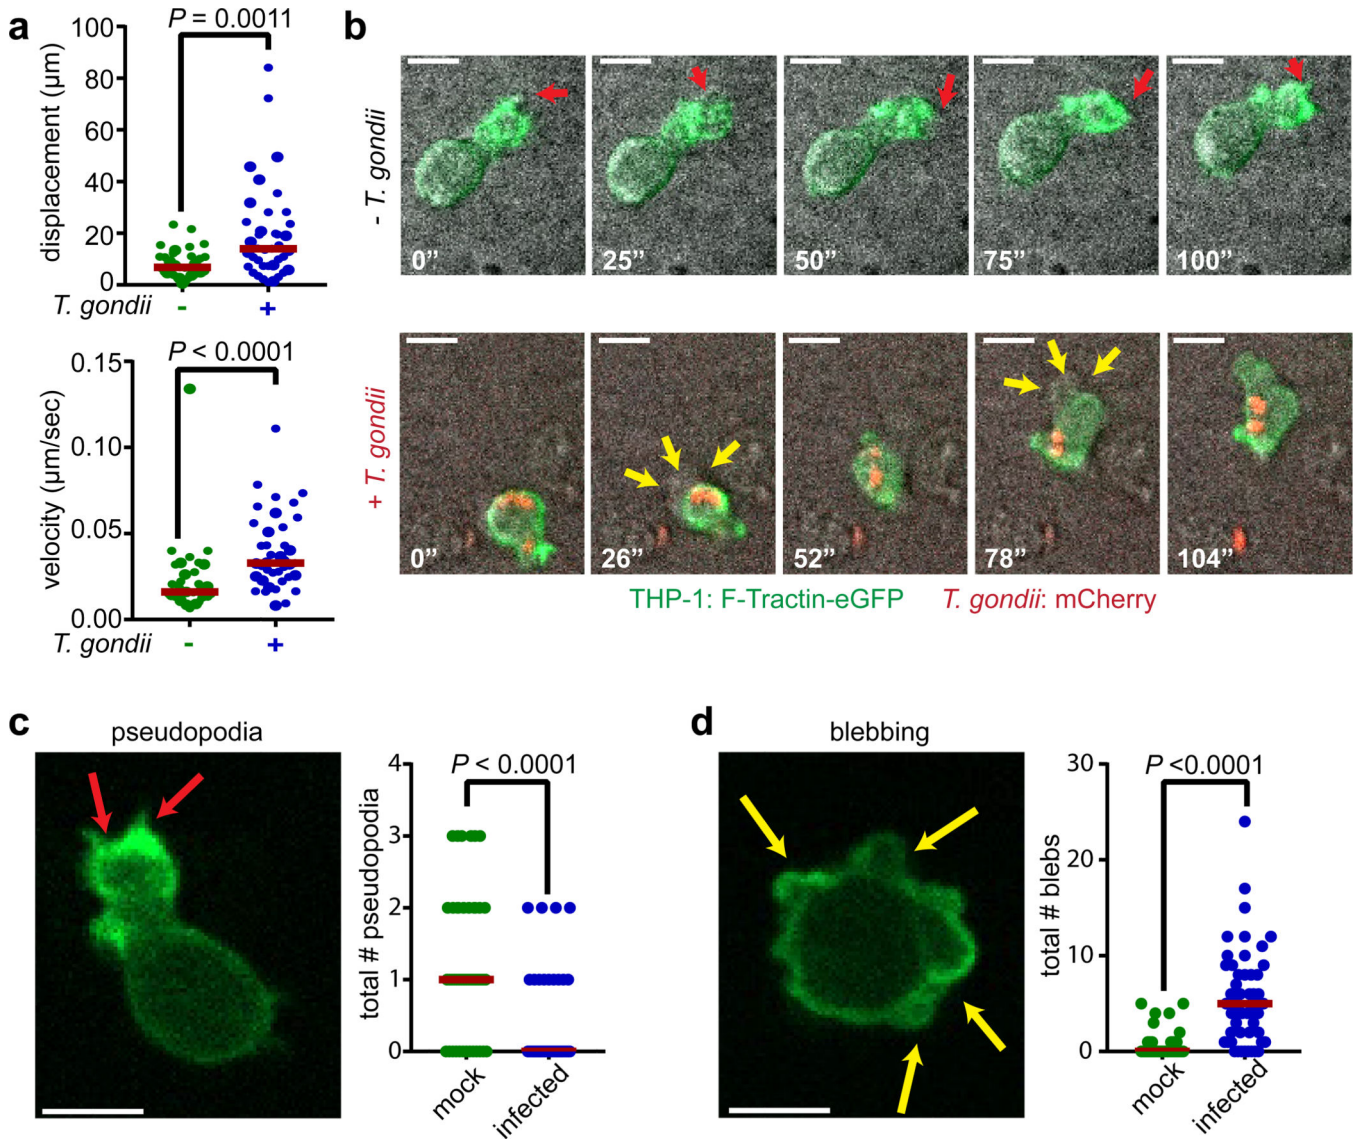 a
P = 0.0011
displacement (µm)
100
80
60
40
20
0
T. gondii
-
+
P < 0.0001
velocity (µm/sec)
0.15
0.10
0.05
0.00
T. gondii
-
+
b
- T. gondii
0”
25”
50”
75”
100”
+ T. gondii
0”
26”
52”
78”
104”
THP-1: F-Tractin-eGFP T. gondii: mCherry
c
pseudopodia
total # pseudopodia
4
3
2
1
0
P < 0.0001
mock
infected
d
blebbing
total # blebs
30
20
10
0
P <0.0001
mock
infected